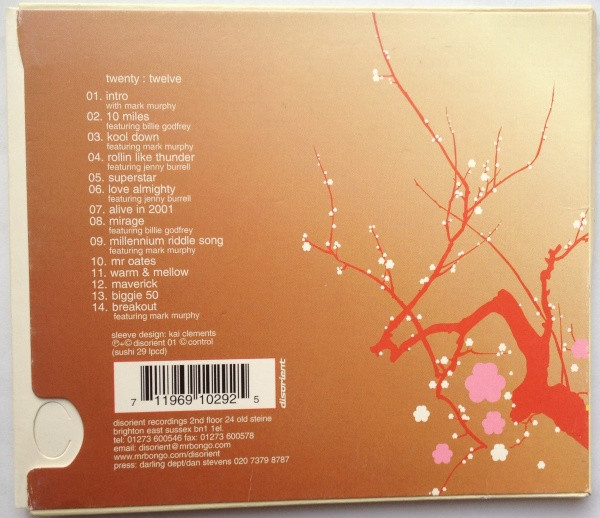 twenty : twelve
01. intro
with mark murphy
02. 10 miles
featuring billie godfrey
03. kool down
featuring mark murphy
04. rollin like thunder
featuring jenny burrell
05. superstar
06. love almighty
featuring jenny burrell
07. alive in 2001
08. mirage
featuring billie godfrey
09. millennium riddle song
featuring mark murphy
10. mr oates
11. warm & mellow
12. maverick
13. biggie 50
14. breakout
featuring mark murphy
sleeve design: kai clements
℗+© disorient 01 © control
(sushi 29 lpcd)
7 11969 10292 5
disorient
disorient recordings 2nd floor 24 old steine
brighton east sussex bn1 1el.
tel: 01273 600546 fax: 01273 600578
email: disorient@mrbongo.com
www.mrbongo.com/disorient
press: darling dept/dan stevens 020 7379 8787